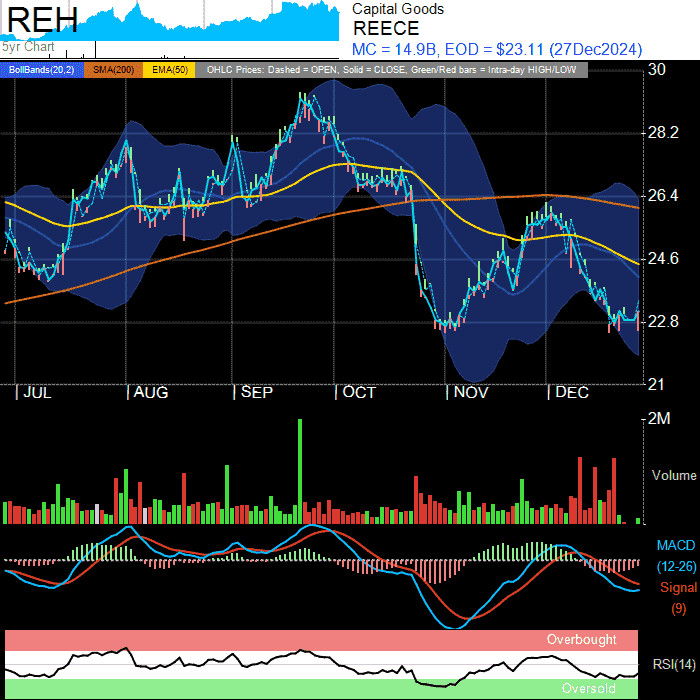 REH
5yr Chart
Capital Goods
REECE
MC = 14.9B, EOD = $23.11 (27Dec2024)
BollBands(20,2) SMA(200) EMA(50) OHLC Prices: Dashed = OPEN, Solid = CLOSE, Green/Red bars = Intra-day HIGH/LOW
30
28.2
26.4
24.6
22.8
21
JUL AUG SEP OCT NOV DEC
2M
Volume
MACD
(12-26)
Signal
(9)
Overbought
RSI(14)
Oversold